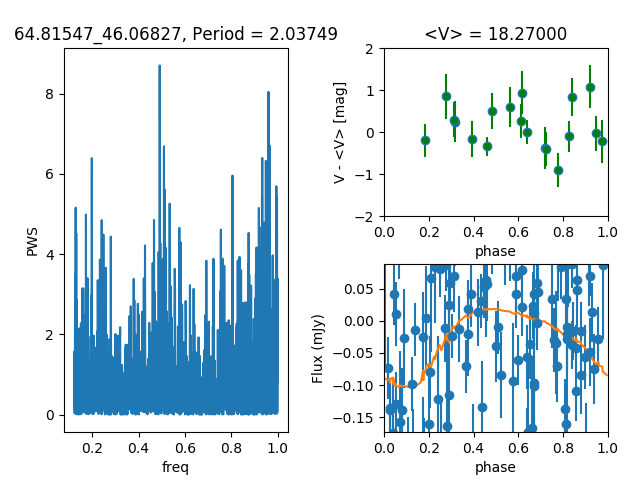 64.81547_46.06827, Period = 2.03749
<V> = 18.27000
PWS
8
6
4
2
0
0.2 0.4 0.6 0.8 1.0
freq
V - <V> [mag]
2
1
0
−1
−2
0.0 0.2 0.4 0.6 0.8 1.0
phase
Flux (mJy)
0.05
0.00
−0.05
−0.10
−0.15
0.0 0.2 0.4 0.6 0.8 1.0
phase